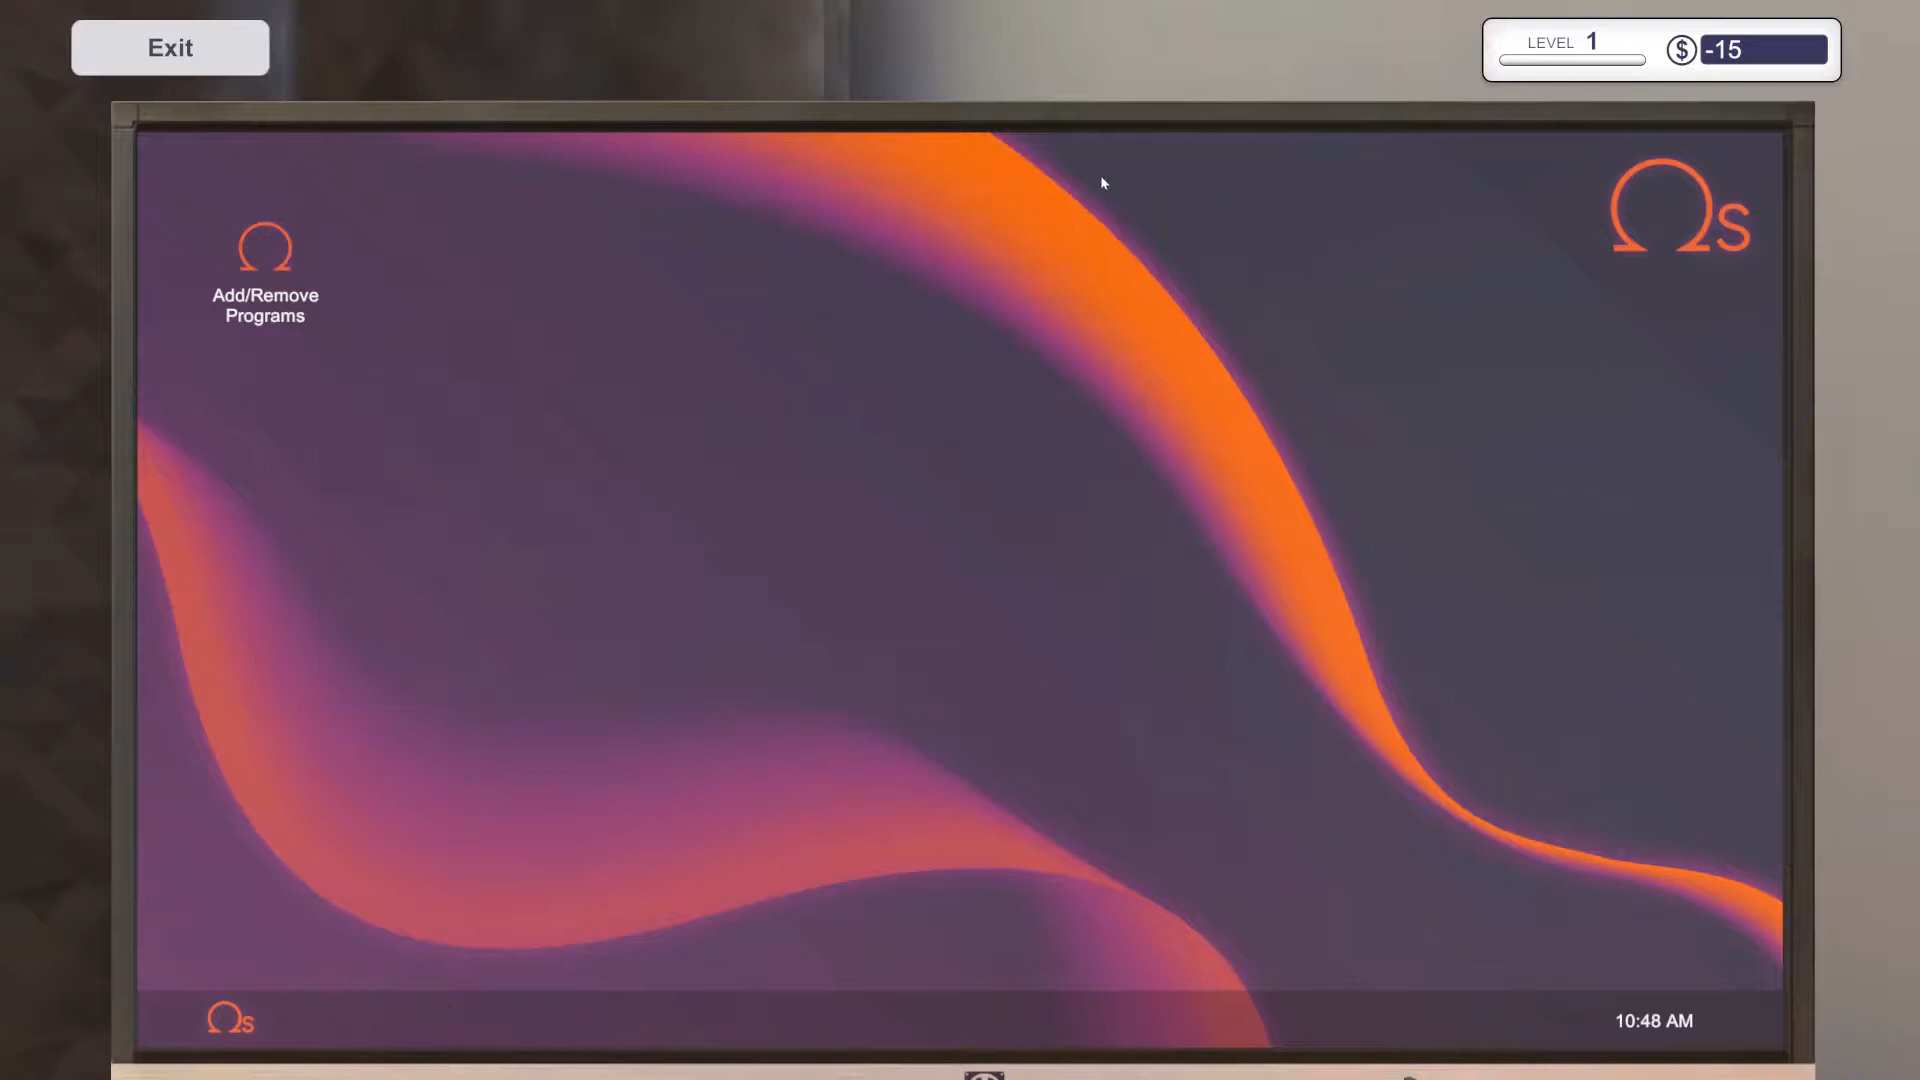 Exit
LEVEL 1
$ -15
Ωs
Add/Remove
Programs
Ωs
10:48 AM